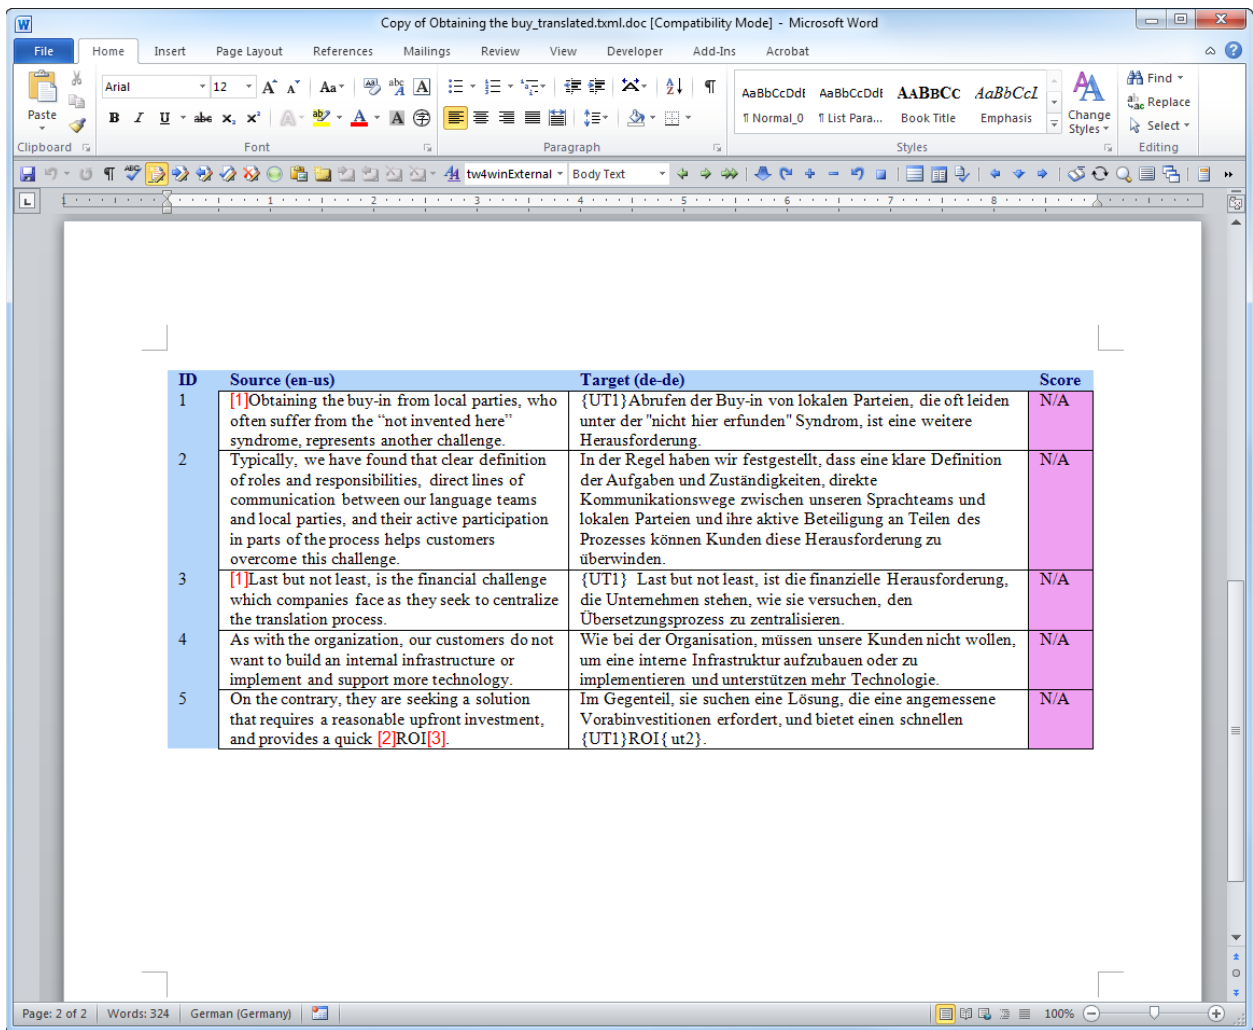 Copy of Obtaining the buy_translated.txml.doc [Compatibility Mode] - Microsoft Word
File Home Insert Page Layout References Mailings Review View Developer Add-Ins Acrobat
Arial 12 Aa
AaBbCcDdE AaBbCcDdE AaBbCc AaBbCcI
Find
Replace
Select
Paste
Change Styles
¶ Normal_0 ¶ List Para... Book Title Emphasis
Clipboard Font Paragraph Styles Editing
tw4winExternal Body Text
ID Source (en-us) Target (de-de) Score
1
[1]Obtaining the buy-in from local parties, who
often suffer from the “not invented here”
syndrome, represents another challenge.
{UT1}Abrufen der Buy-in von lokalen Parteien, die oft leiden
unter der "nicht hier erfunden" Syndrom, ist eine weitere
Herausforderung.
N/A
2
Typically, we have found that clear definition
of roles and responsibilities, direct lines of
communication between our language teams
and local parties, and their active participation
in parts of the process helps customers
overcome this challenge.
In der Regel haben wir festgestellt, dass eine klare Definition
der Aufgaben und Zuständigkeiten, direkte
Kommunikationswege zwischen unseren Sprachteams und
lokalen Parteien und ihre aktive Beteiligung an Teilen des
Prozesses können Kunden diese Herausforderung zu
überwinden.
N/A
3
[1]Last but not least, is the financial challenge
which companies face as they seek to centralize
the translation process.
{UT1} Last but not least, ist die finanzielle Herausforderung,
die Unternehmen stehen, wie sie versuchen, den
Übersetzungsprozess zu zentralisieren.
N/A
4
As with the organization, our customers do not
want to build an internal infrastructure or
implement and support more technology.
Wie bei der Organisation, müssen unsere Kunden nicht wollen,
um eine interne Infrastruktur aufzubauen oder zu
implementieren und unterstützen mehr Technologie.
N/A
5
On the contrary, they are seeking a solution
that requires a reasonable upfront investment,
and provides a quick [2]ROI[3].
Im Gegenteil, sie suchen eine Lösung, die eine angemessene
Vorabinvestitionen erfordert, und bietet einen schnellen
{UT1}ROI{ut2}.
N/A
Page: 2 of 2 Words: 324 German (Germany) 100%